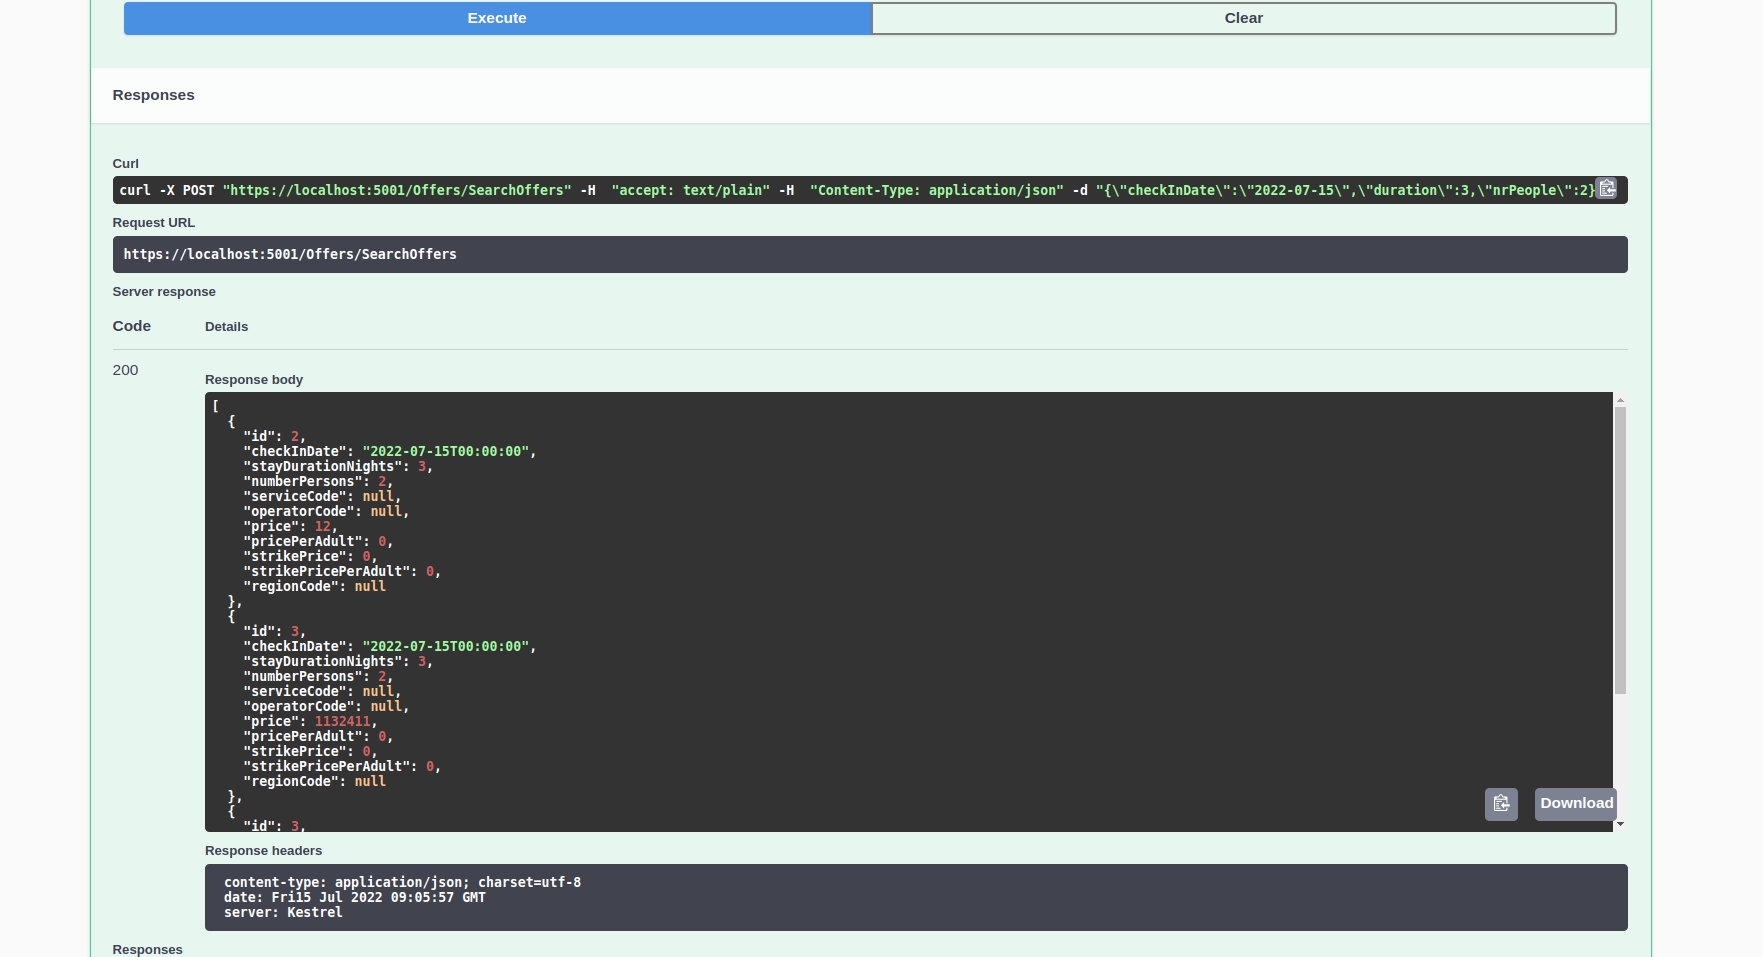 Execute
Clear
Responses
Curl
curl -X POST "https://localhost:5001/Offers/SearchOffers" -H  "accept: text/plain" -H  "Content-Type: application/json" -d "{\"checkInDate\":\"2022-07-15\",\"duration\":3,\"nrPeople\":2}
Request URL
https://localhost:5001/Offers/SearchOffers
Server response
Code
Details
200
Response body
[
  {
    "id": 2,
    "checkInDate": "2022-07-15T00:00:00",
    "stayDurationNights": 3,
    "numberPersons": 2,
    "serviceCode": null,
    "operatorCode": null,
    "price": 12,
    "pricePerAdult": 0,
    "strikePrice": 0,
    "strikePricePerAdult": 0,
    "regionCode": null
  },
  {
    "id": 3,
    "checkInDate": "2022-07-15T00:00:00",
    "stayDurationNights": 3,
    "numberPersons": 2,
    "serviceCode": null,
    "operatorCode": null,
    "price": 1132411,
    "pricePerAdult": 0,
    "strikePrice": 0,
    "strikePricePerAdult": 0,
    "regionCode": null
  },
  {
    "id": 3,
Download
Response headers
content-type: application/json; charset=utf-8
date: Fri15 Jul 2022 09:05:57 GMT
server: Kestrel
Responses